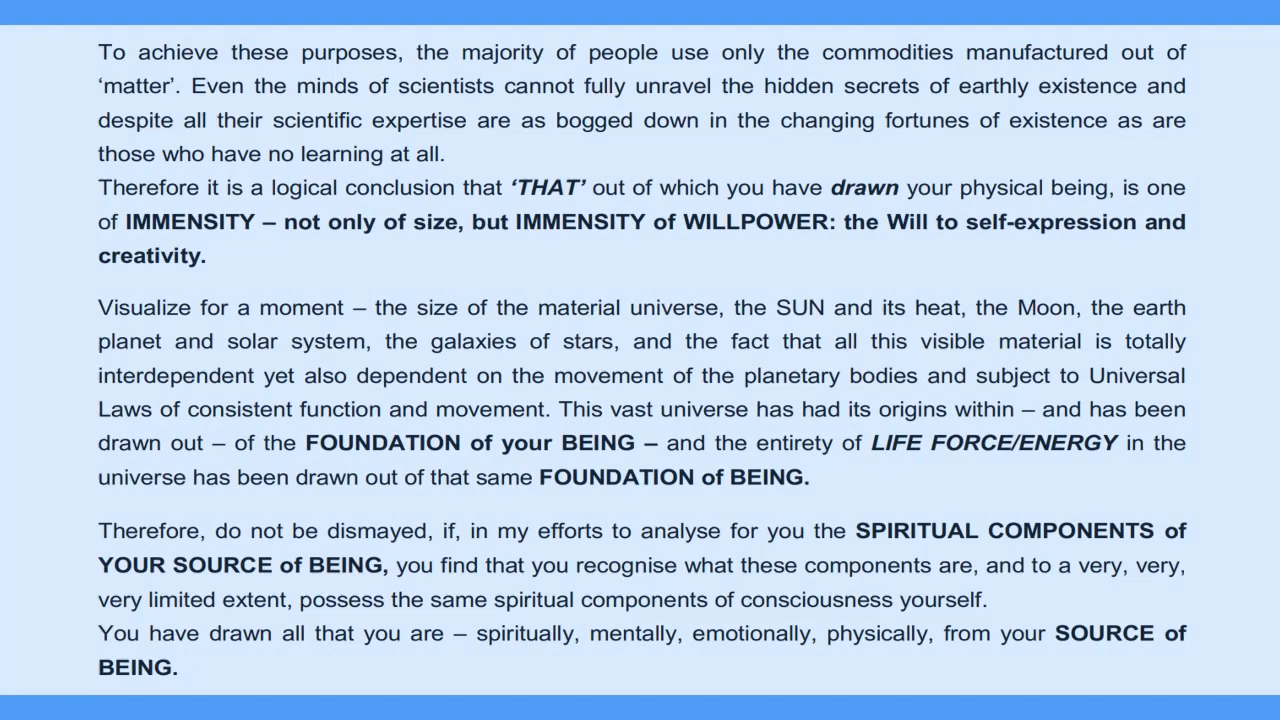 To achieve these purposes, the majority of people use only the commodities manufactured out of
‘matter’. Even the minds of scientists cannot fully unravel the hidden secrets of earthly existence and
despite all their scientific expertise are as bogged down in the changing fortunes of existence as are
those who have no learning at all.
Therefore it is a logical conclusion that ‘THAT’ out of which you have drawn your physical being, is one
of IMMENSITY – not only of size, but IMMENSITY of WILLPOWER: the Will to self-expression and
creativity.
Visualize for a moment – the size of the material universe, the SUN and its heat, the Moon, the earth
planet and solar system, the galaxies of stars, and the fact that all this visible material is totally
interdependent yet also dependent on the movement of the planetary bodies and subject to Universal
Laws of consistent function and movement. This vast universe has had its origins within – and has been
drawn out – of the FOUNDATION of your BEING – and the entirety of LIFE FORCE/ENERGY in the
universe has been drawn out of that same FOUNDATION of BEING.
Therefore, do not be dismayed, if, in my efforts to analyse for you the SPIRITUAL COMPONENTS of
YOUR SOURCE of BEING, you find that you recognise what these components are, and to a very, very,
very limited extent, possess the same spiritual components of consciousness yourself.
You have drawn all that you are – spiritually, mentally, emotionally, physically, from your SOURCE of
BEING.